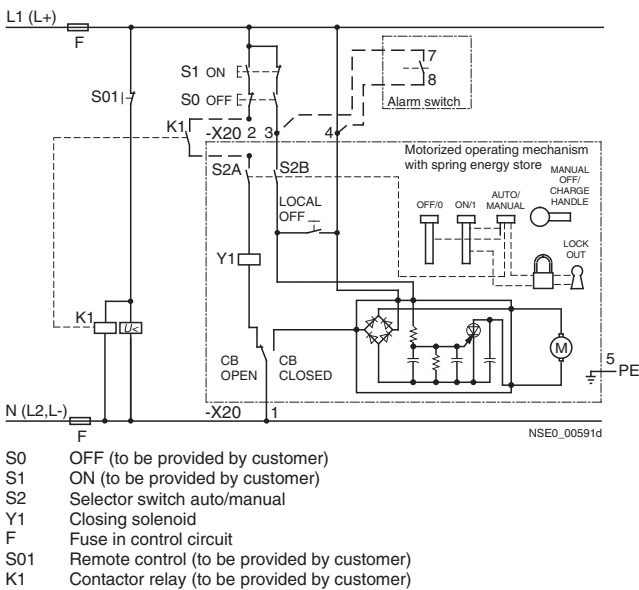 L1 (L+)
F
S1 ON
7
8
S01
S0 OFF
Alarm switch
K1
-X20 2 3 4
Motorized operating mechanism
with spring energy store
S2A
S2B
MANUAL
OFF/
CHARGE
HANDLE
LOCAL
OFF
OFF/0
ON/1
AUTO/
MANUAL
LOCK
OUT
Y1
K1
U<
CB
OPEN
CB
CLOSED
M
5
PE
N (L2,L-)
-X20 1
F
NSE0_00591d
S0 OFF (to be provided by customer)
S1 ON (to be provided by customer)
S2 Selector switch auto/manual
Y1 Closing solenoid
F Fuse in control circuit
S01 Remote control (to be provided by customer)
K1 Contactor relay (to be provided by customer)